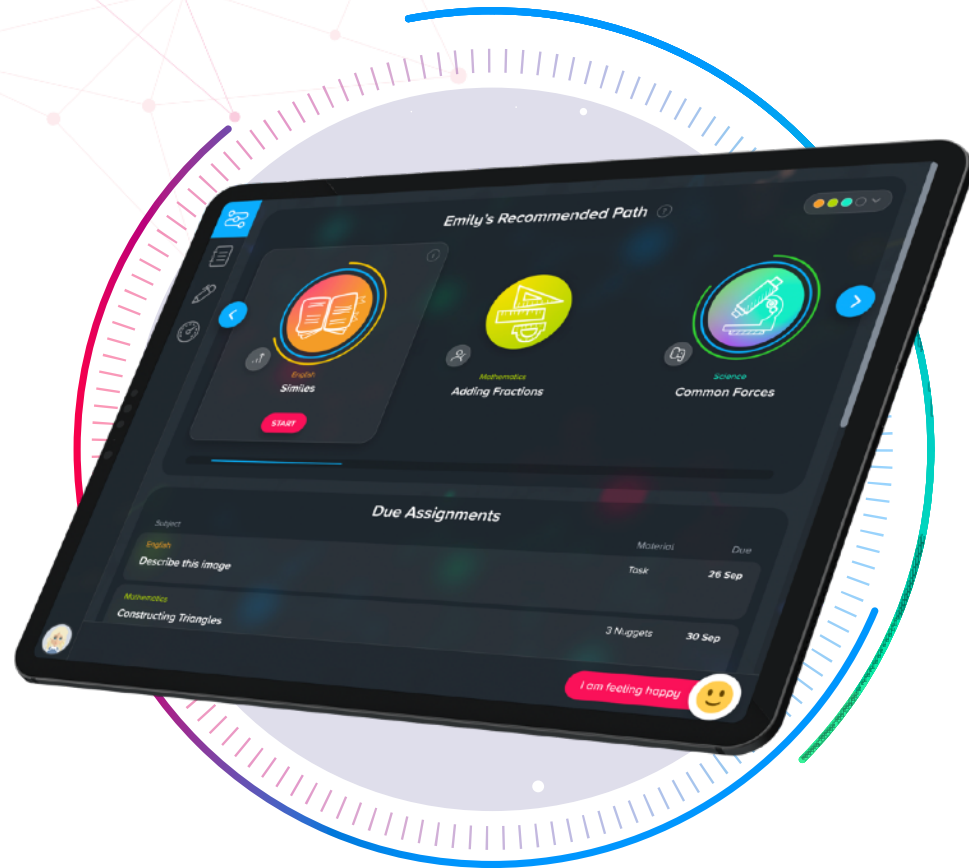 Emily's Recommended Path
English
Similes
START
Mathematics
Adding Fractions
Science
Common Forces
Due Assignments
Subject Material Due
English
Describe this image Task 26 Sep
Mathematics
Constructing Triangles 3 Nuggets 30 Sep
I am feeling happy